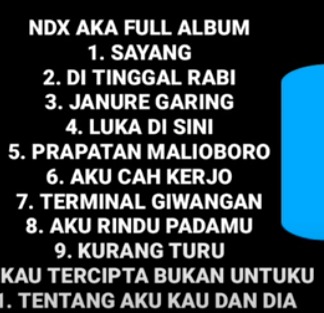 NDX AKA FULL ALBUM
1. SAYANG
2. DI TINGGAL RABI
3. JANURE GARING
4. LUKA DI SINI
5. PRAPATAN MALIOBORO
6. AKU CAH KERJO
7. TERMINAL GIWANGAN
8. AKU RINDU PADAMU
9. KURANG TURU
KAU TERCIPTA BUKAN UNTUKU
1. TENTANG AKU KAU DAN DIA